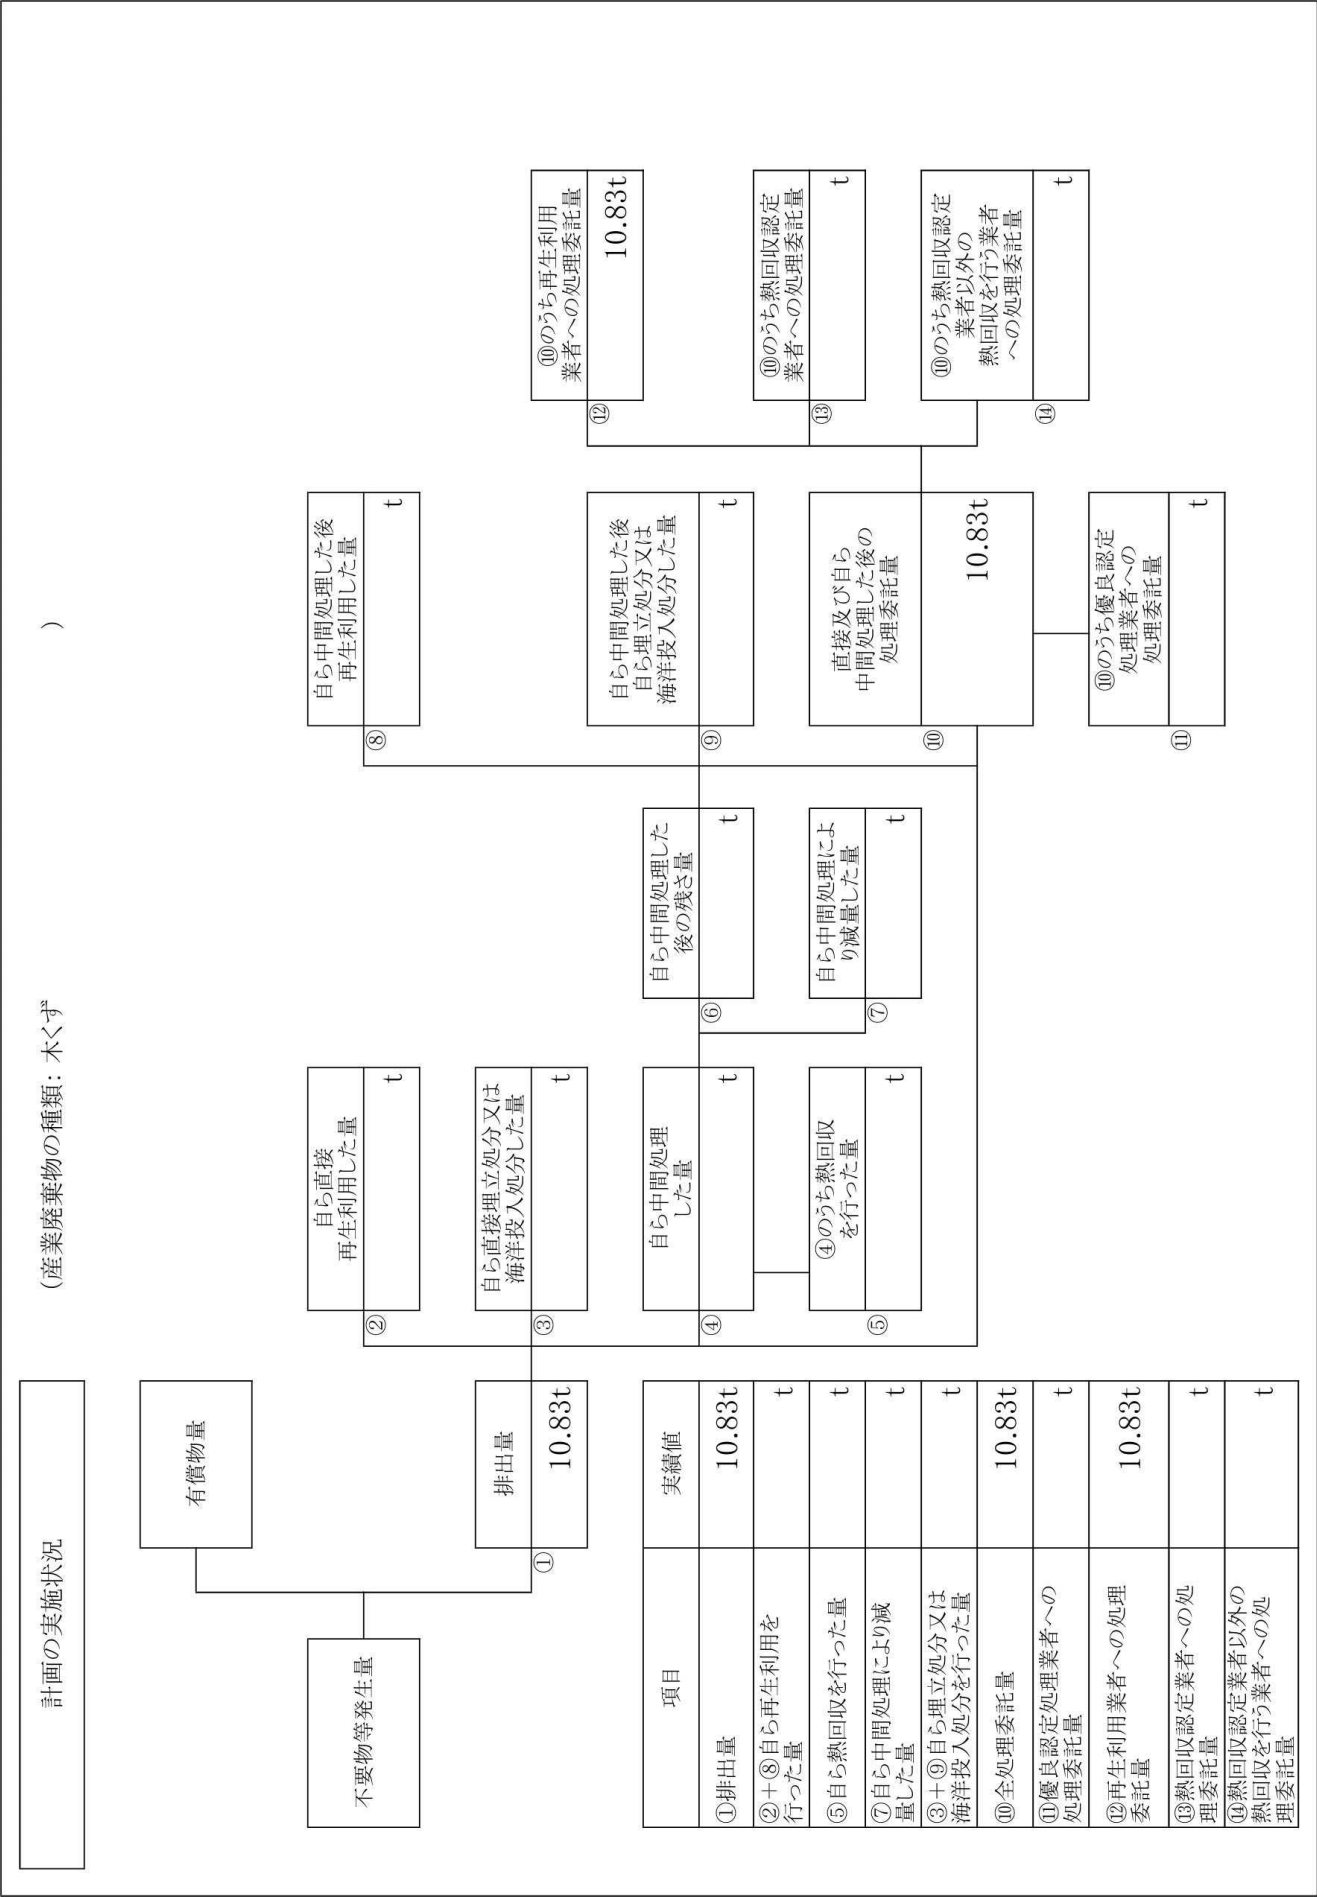 計画の実施状況
(産業廃棄物の種類: 木くず )
有償物量
不要物等発生量
排出量
①
10.83t
自ら直接
再生利用した量
②
t
自ら直接埋立処分又は
海洋投入処分した量
③
t
自ら中間処理
した量
④
t
④のうち熱回収
を行った量
⑤
t
自ら中間処理した
後の残さ量
⑥
t
自ら中間処理によ
り減量した量
⑦
t
自ら中間処理した後
再生利用した量
⑧
t
自ら中間処理した後
自ら埋立処分又は
海洋投入処分した量
⑨
t
直接及び自ら
中間処理した後の
処理委託量
⑩
10.83t
⑩のうち優良認定
処理業者への
処理委託量
⑪
t
⑩のうち再生利用
業者への処理委託量
⑫
10.83t
⑩のうち熱回収認定
業者への処理委託量
⑬
t
⑩のうち熱回収認定
業者以外の
熱回収を行う業者
への処理委託量
⑭
t
項目 実績値
①排出量 10.83t
②+⑧自ら再生利用を
行った量 t
⑤自ら熱回収を行った量 t
⑦自ら中間処理により減
量した量 t
③+⑨自ら埋立処分又は
海洋投入処分を行った量 t
⑩全処理委託量 10.83t
⑪優良認定処理業者への
処理委託量 t
⑫再生利用業者への処理
委託量 10.83t
⑬熱回収認定業者への処
理委託量 t
⑭熱回収認定業者以外の
熱回収を行う業者への処
理委託量 t